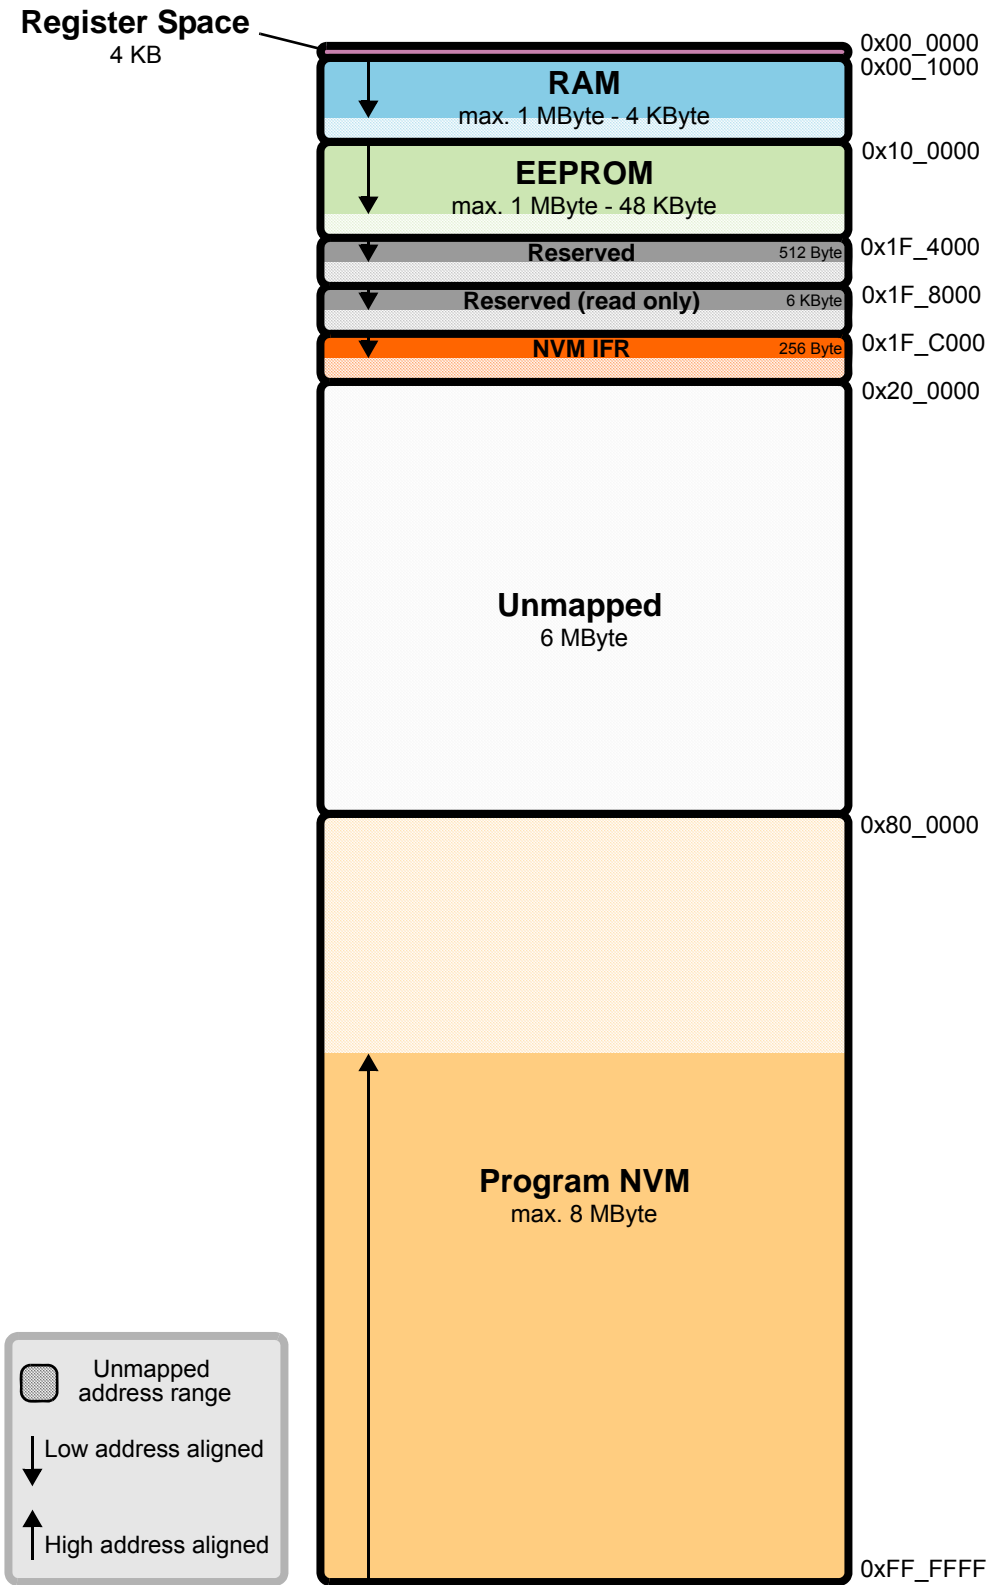 Register Space
4 KB
0x00_0000
0x00_1000
RAM
max. 1 MByte - 4 KByte
0x10_0000
EEPROM
max. 1 MByte - 48 KByte
0x1F_4000
Reserved 512 Byte
0x1F_8000
Reserved (read only) 6 KByte
0x1F_C000
NVM IFR 256 Byte
0x20_0000
Unmapped
6 MByte
0x80_0000
Program NVM
max. 8 MByte
Unmapped
address range
Low address aligned
High address aligned
0xFF_FFFF